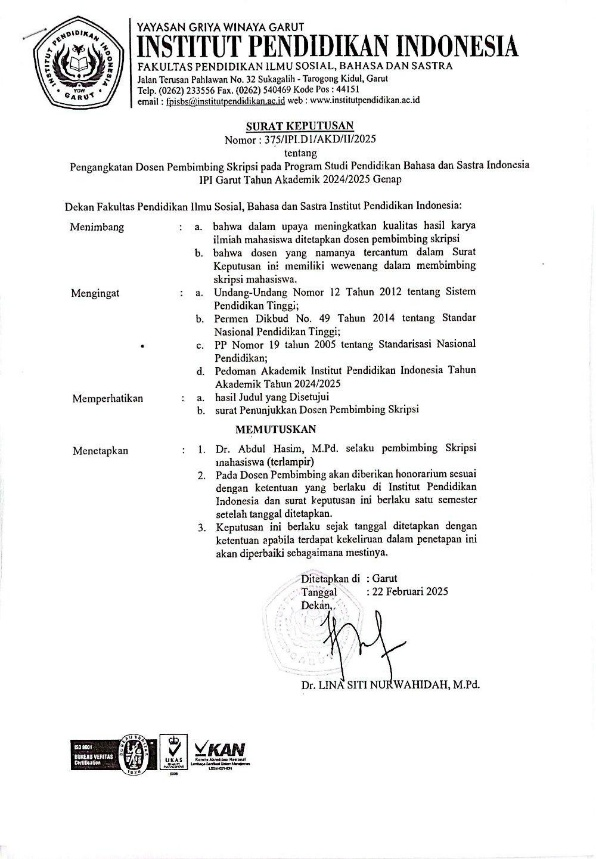 YAYASAN GRIYA WINAYA GARUT
INSTITUT PENDIDIKAN INDONESIA
FAKULTAS PENDIDIKAN ILMU SOSIAL, BAHASA DAN SASTRA
Jalan Terusan Pahlawan No. 32 Sukagalih - Tarogong Kidul, Garut
Telp. (0262) 233556 Fax. (0262) 540469 Kode Pos : 44151
email : fpisbs@institutpendidikan.ac.id web : www.institutpendidikan.ac.id
INSTITUT PENDIDIKAN INDONESIA
GARUT
SURAT KEPUTUSAN
Nomor : 375/IPI.D1/AKD/II/2025
tentang
Pengangkatan Dosen Pembimbing Skripsi pada Program Studi Pendidikan Bahasa dan Sastra Indonesia
IPI Garut Tahun Akademik 2024/2025 Genap
Dekan Fakultas Pendidikan Ilmu Sosial, Bahasa dan Sastra Institut Pendidikan Indonesia:
Menimbang : a. bahwa dalam upaya meningkatkan kualitas hasil karya
ilmiah mahasiswa ditetapkan dosen pembimbing skripsi
b. bahwa dosen yang namanya tercantum dalam Surat
Keputusan ini memiliki wewenang dalam membimbing
skripsi mahasiswa.
Mengingat : a. Undang-Undang Nomor 12 Tahun 2012 tentang Sistem
Pendidikan Tinggi;
b. Permen Dikbud No. 49 Tahun 2014 tentang Standar
Nasional Pendidikan Tinggi;
c. PP Nomor 19 tahun 2005 tentang Standarisasi Nasional
Pendidikan;
d. Pedoman Akademik Institut Pendidikan Indonesia Tahun
Akademik Tahun 2024/2025
Memperhatikan : a. hasil Judul yang Disetujui
b. surat Penunjukkan Dosen Pembimbing Skripsi
MEMUTUSKAN
Menetapkan : 1. Dr. Abdul Hasim, M.Pd. selaku pembimbing Skripsi
mahasiswa (terlampir)
2. Pada Dosen Pembimbing akan diberikan honorarium sesuai
dengan ketentuan yang berlaku di Institut Pendidikan
Indonesia dan surat keputusan ini berlaku satu semester
setelah tanggal ditetapkan.
3. Keputusan ini berlaku sejak tanggal ditetapkan dengan
ketentuan apabila terdapat kekeliruan dalam penetapan ini
akan diperbaiki sebagaimana mestinya.
Ditetapkan di : Garut
Tanggal : 22 Februari 2025
Dekan,
Dr. LINA SITI NURWAHIDAH, M.Pd.
ISO 9001
BUREAU VERITAS
Certification
UKAS
KAN
Komite Akreditasi Nasional